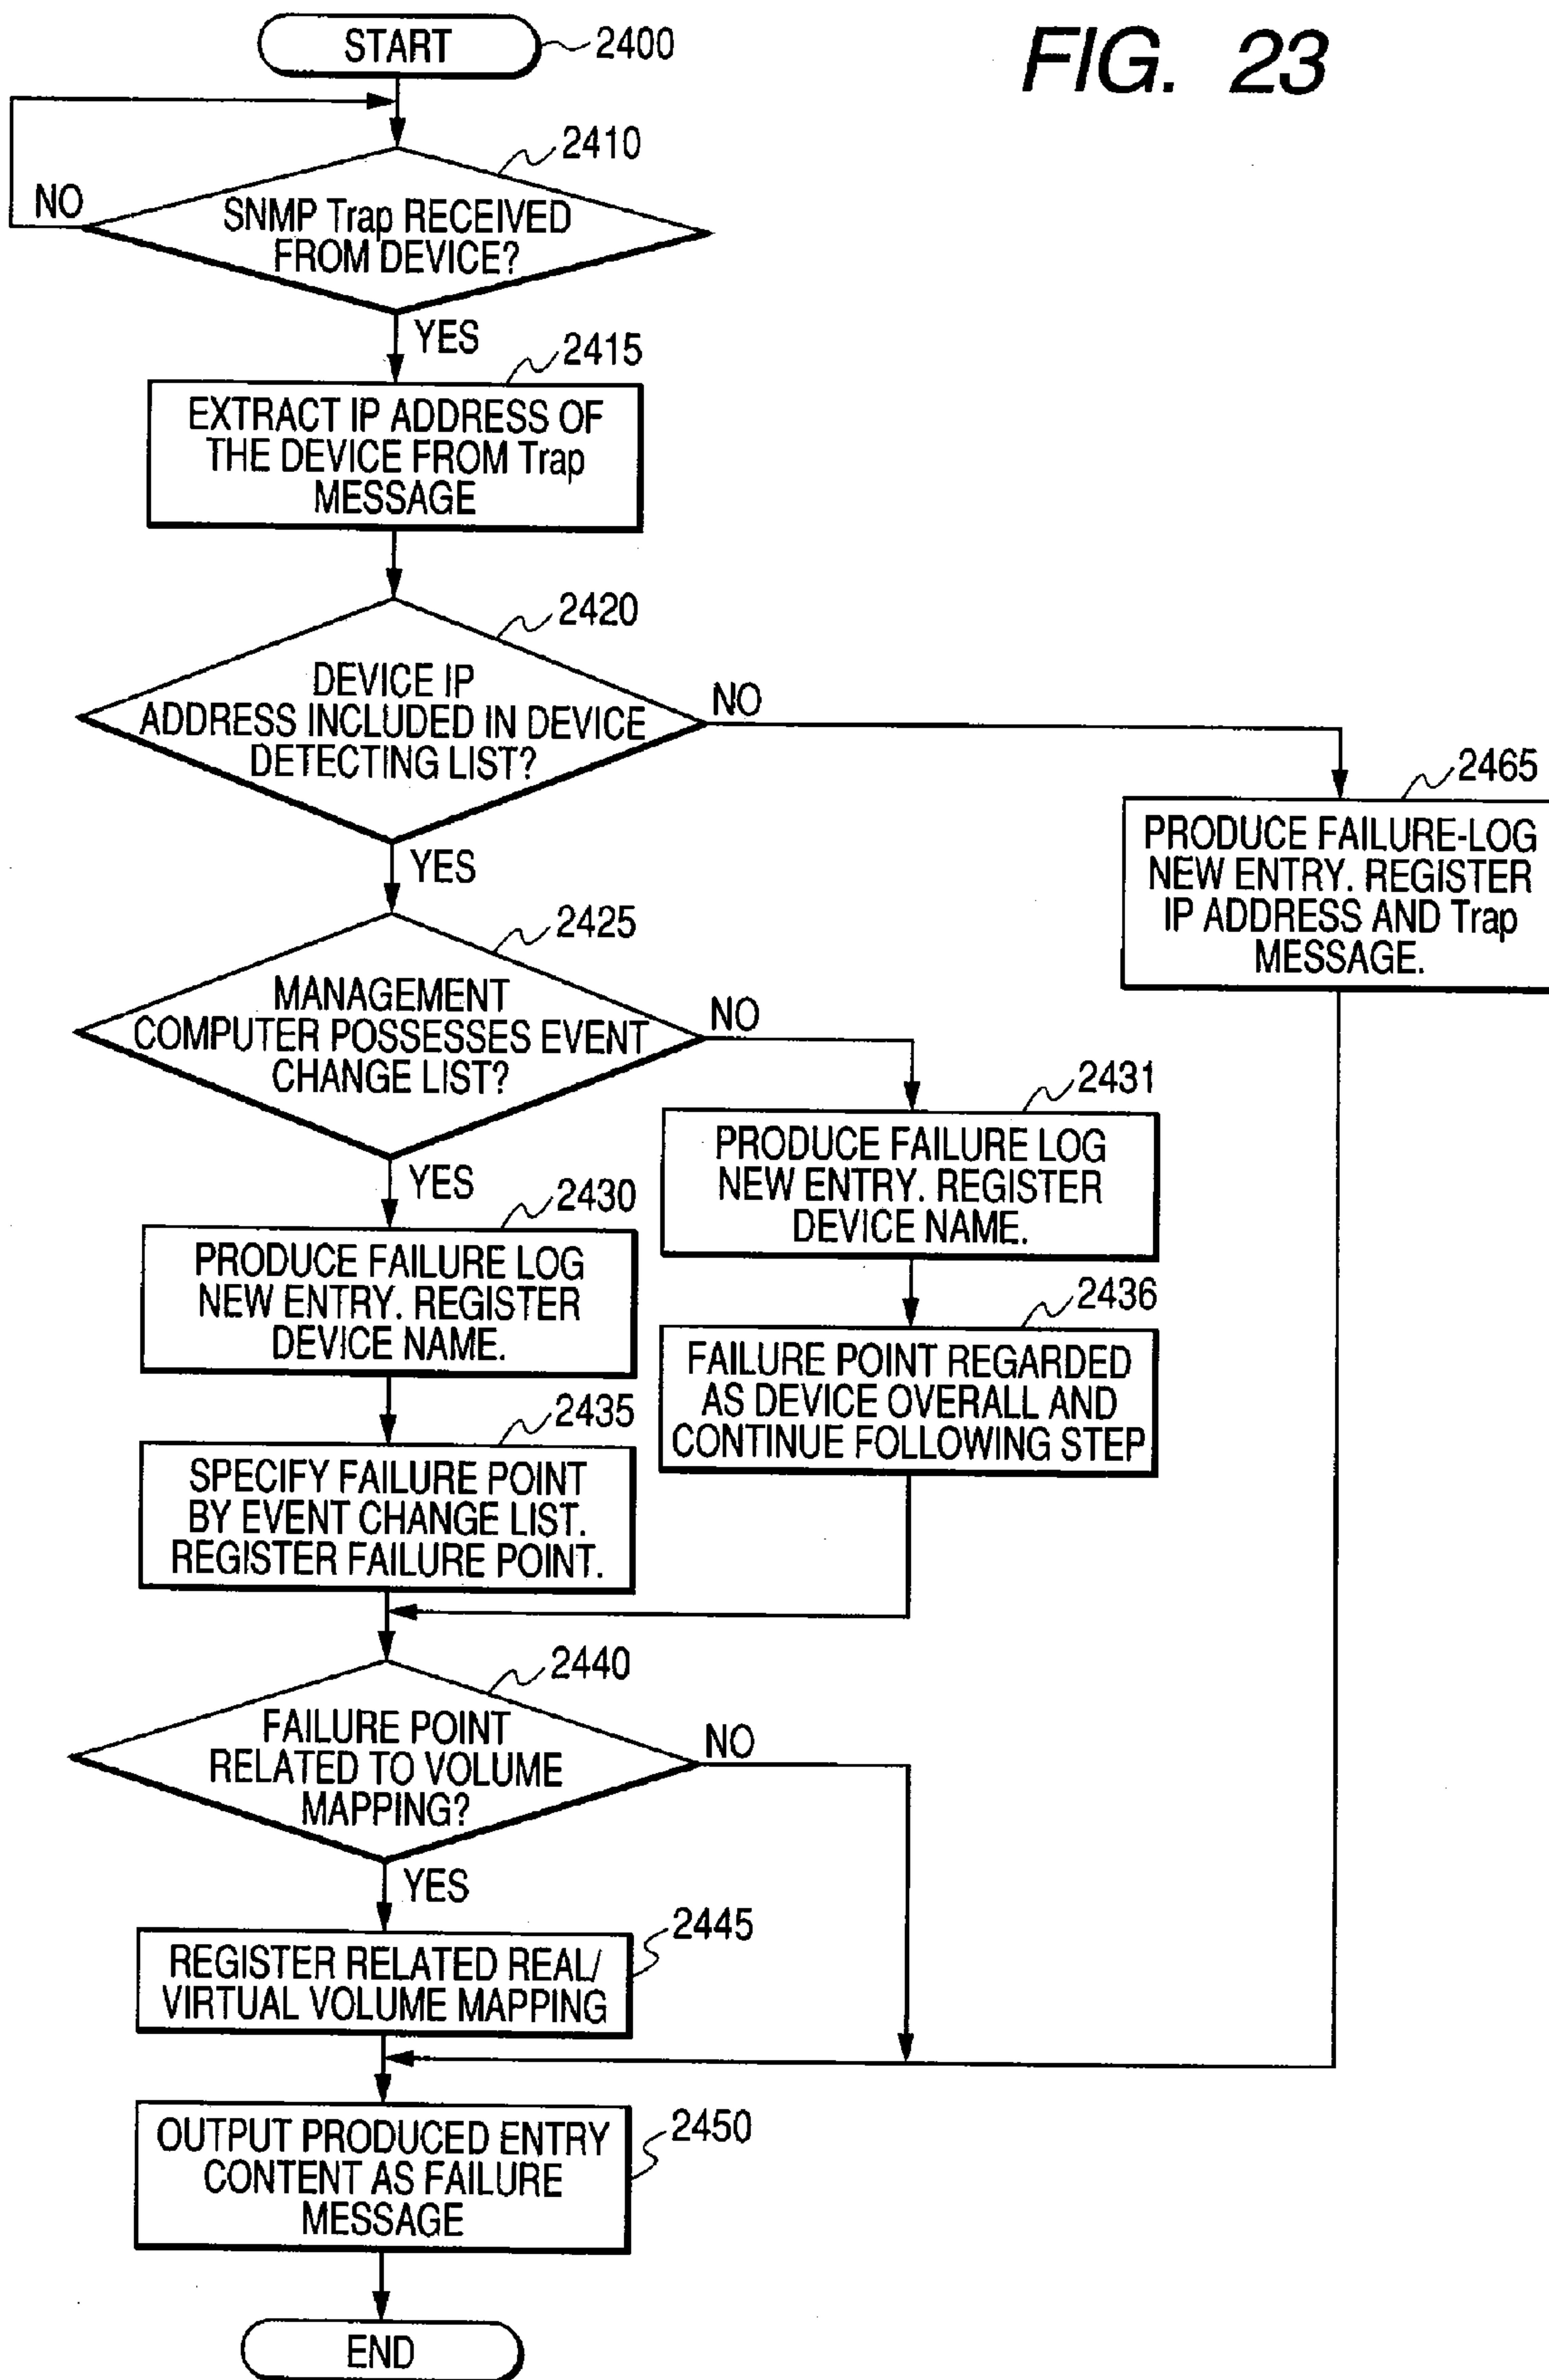 START
2400
FIG. 23
2410
NO
SNMP Trap RECEIVED
FROM DEVICE?
YES
2415
EXTRACT IP ADDRESS OF
THE DEVICE FROM Trap
MESSAGE
2420
DEVICE IP
ADDRESS INCLUDED IN DEVICE
DETECTING LIST?
NO
YES
2465
PRODUCE FAILURE-LOG
NEW ENTRY. REGISTER
IP ADDRESS AND Trap
MESSAGE.
2425
MANAGEMENT
COMPUTER POSSESSES EVENT
CHANGE LIST?
NO
YES
2431
PRODUCE FAILURE LOG
NEW ENTRY. REGISTER
DEVICE NAME.
2430
PRODUCE FAILURE LOG
NEW ENTRY. REGISTER
DEVICE NAME.
2436
FAILURE POINT REGARDED
AS DEVICE OVERALL AND
CONTINUE FOLLOWING STEP
2435
SPECIFY FAILURE POINT
BY EVENT CHANGE LIST.
REGISTER FAILURE POINT.
2440
FAILURE POINT
RELATED TO VOLUME
MAPPING?
NO
YES
2445
REGISTER RELATED REAL/
VIRTUAL VOLUME MAPPING
2450
OUTPUT PRODUCED ENTRY
CONTENT AS FAILURE
MESSAGE
END